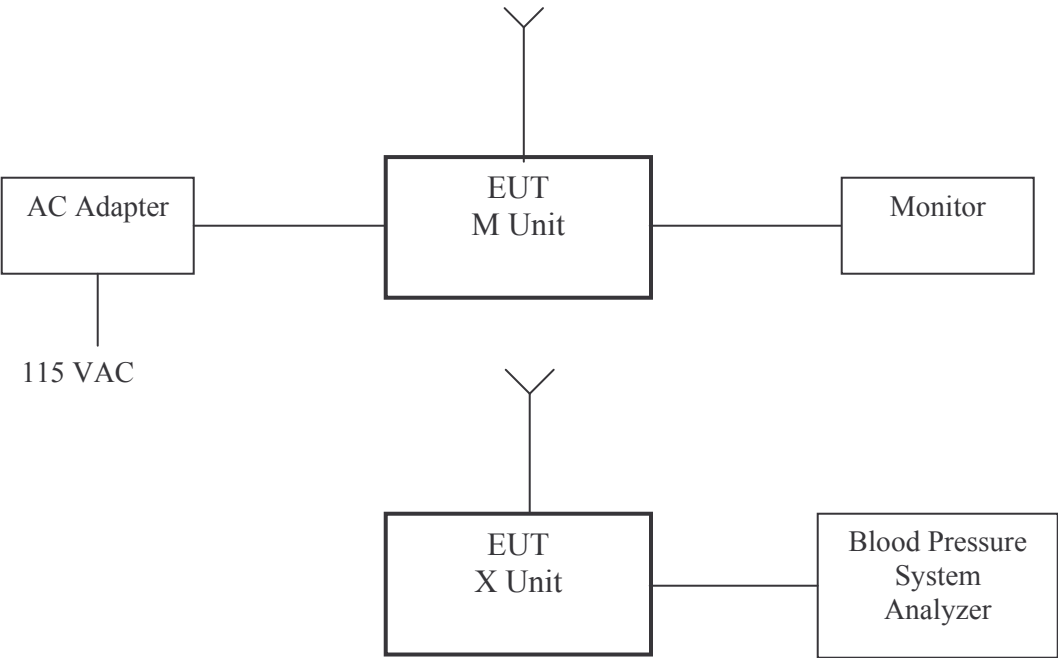 AC Adapter
EUT
M Unit
Monitor
115 VAC
EUT
X Unit
Blood Pressure
System
Analyzer